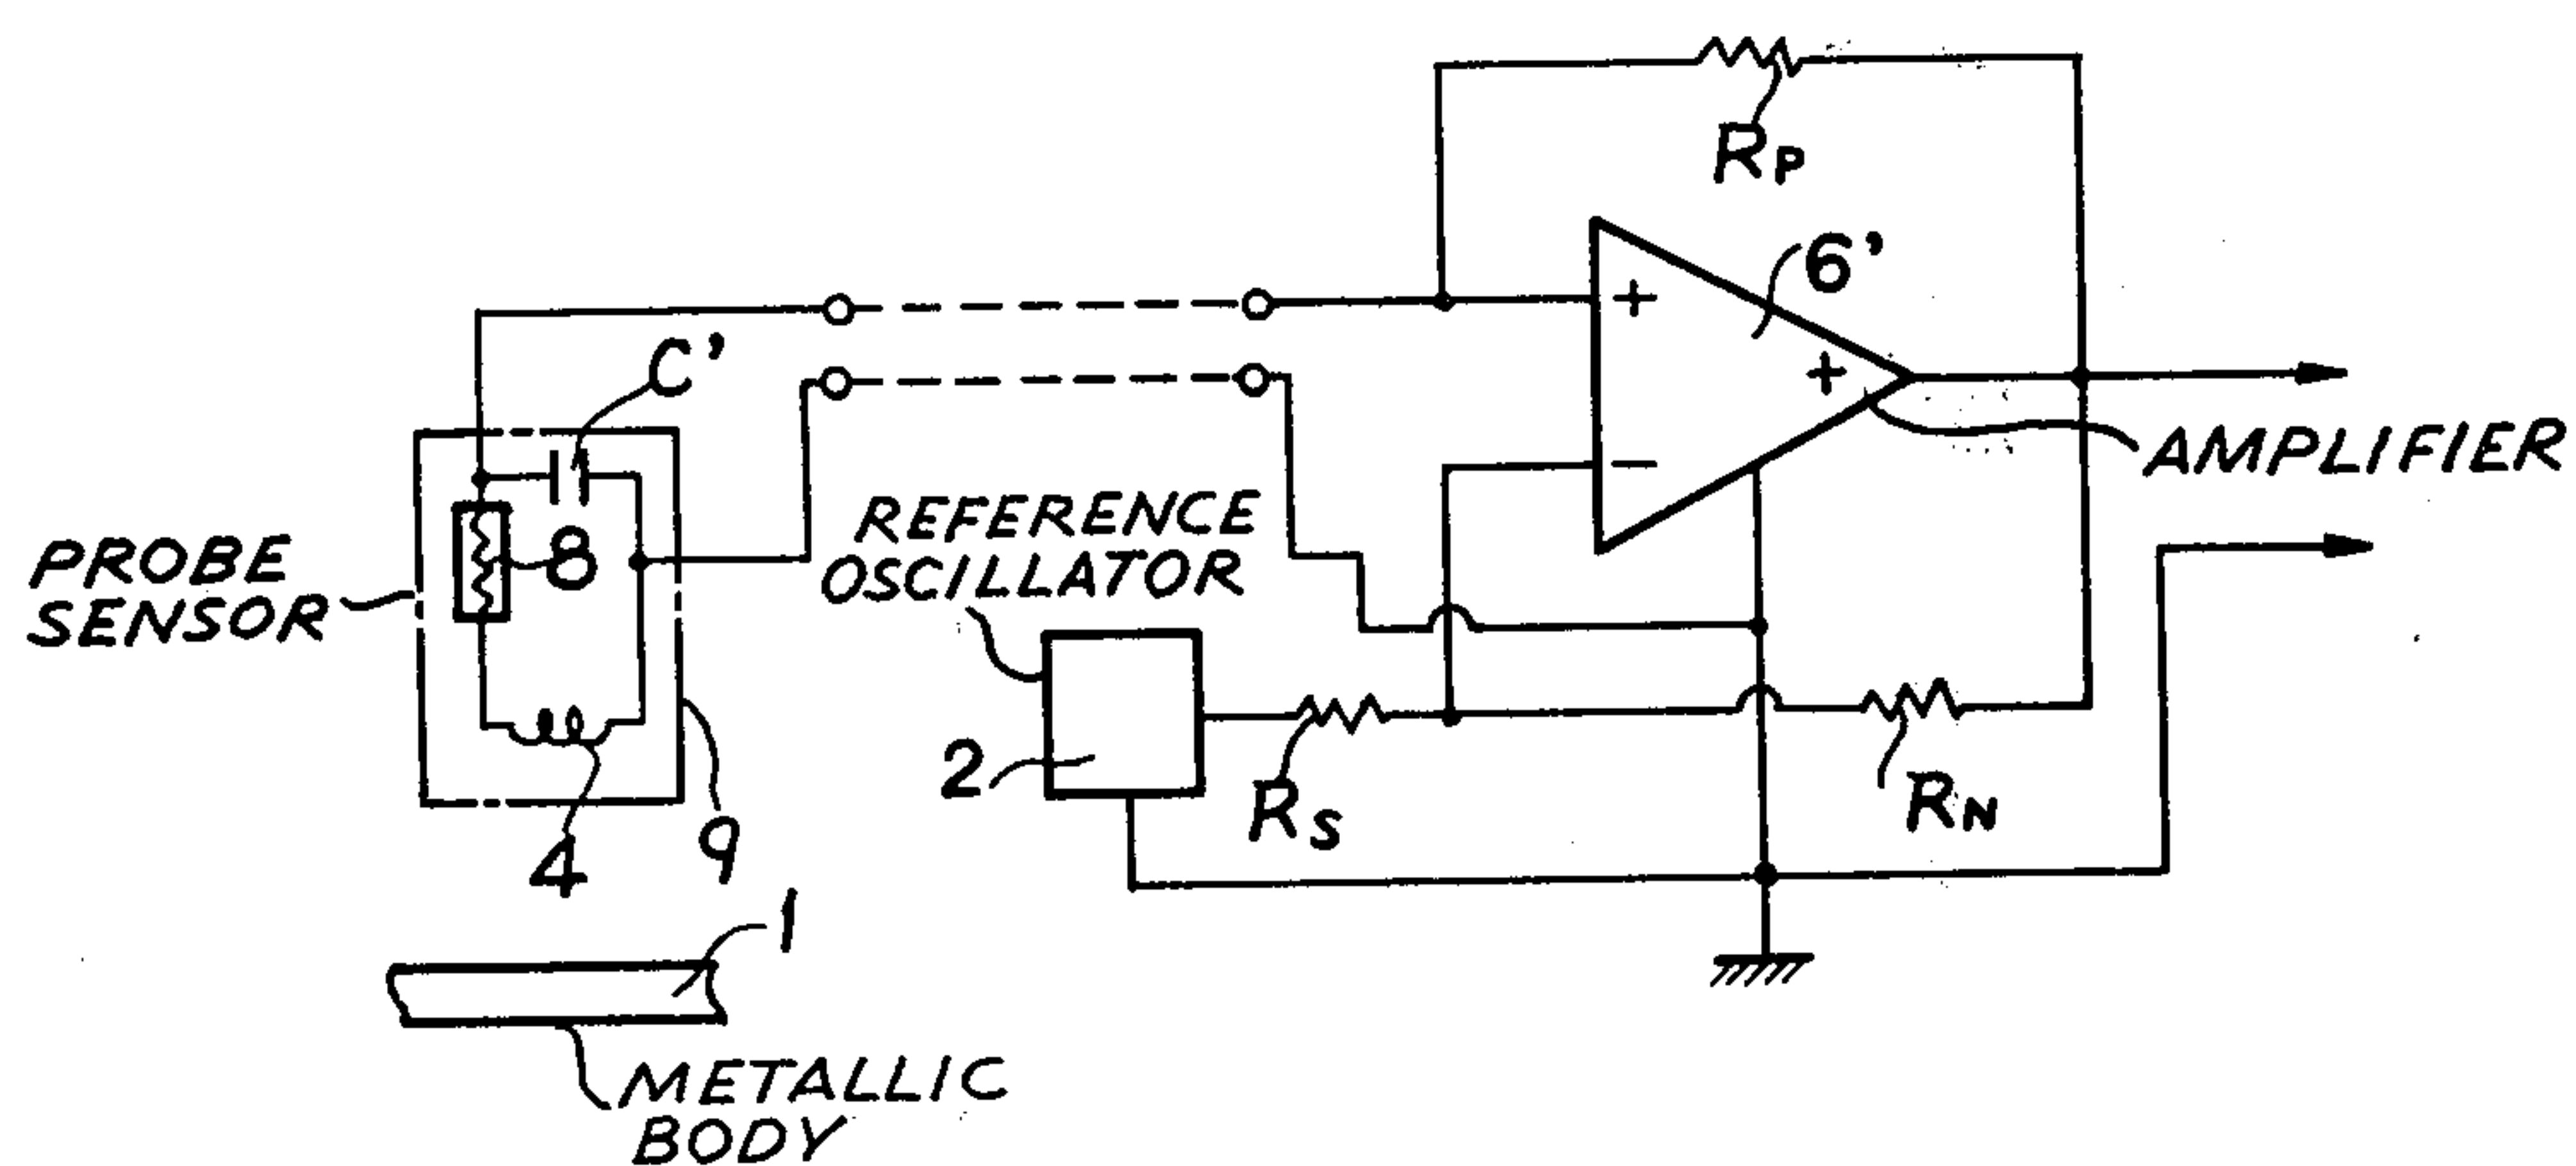 RP
6'
+
C'
+
AMPLIFIER
−
REFERENCE
OSCILLATOR
PROBE
SENSOR
8
2
RS
RN
4
9
1
METALLIC
BODY